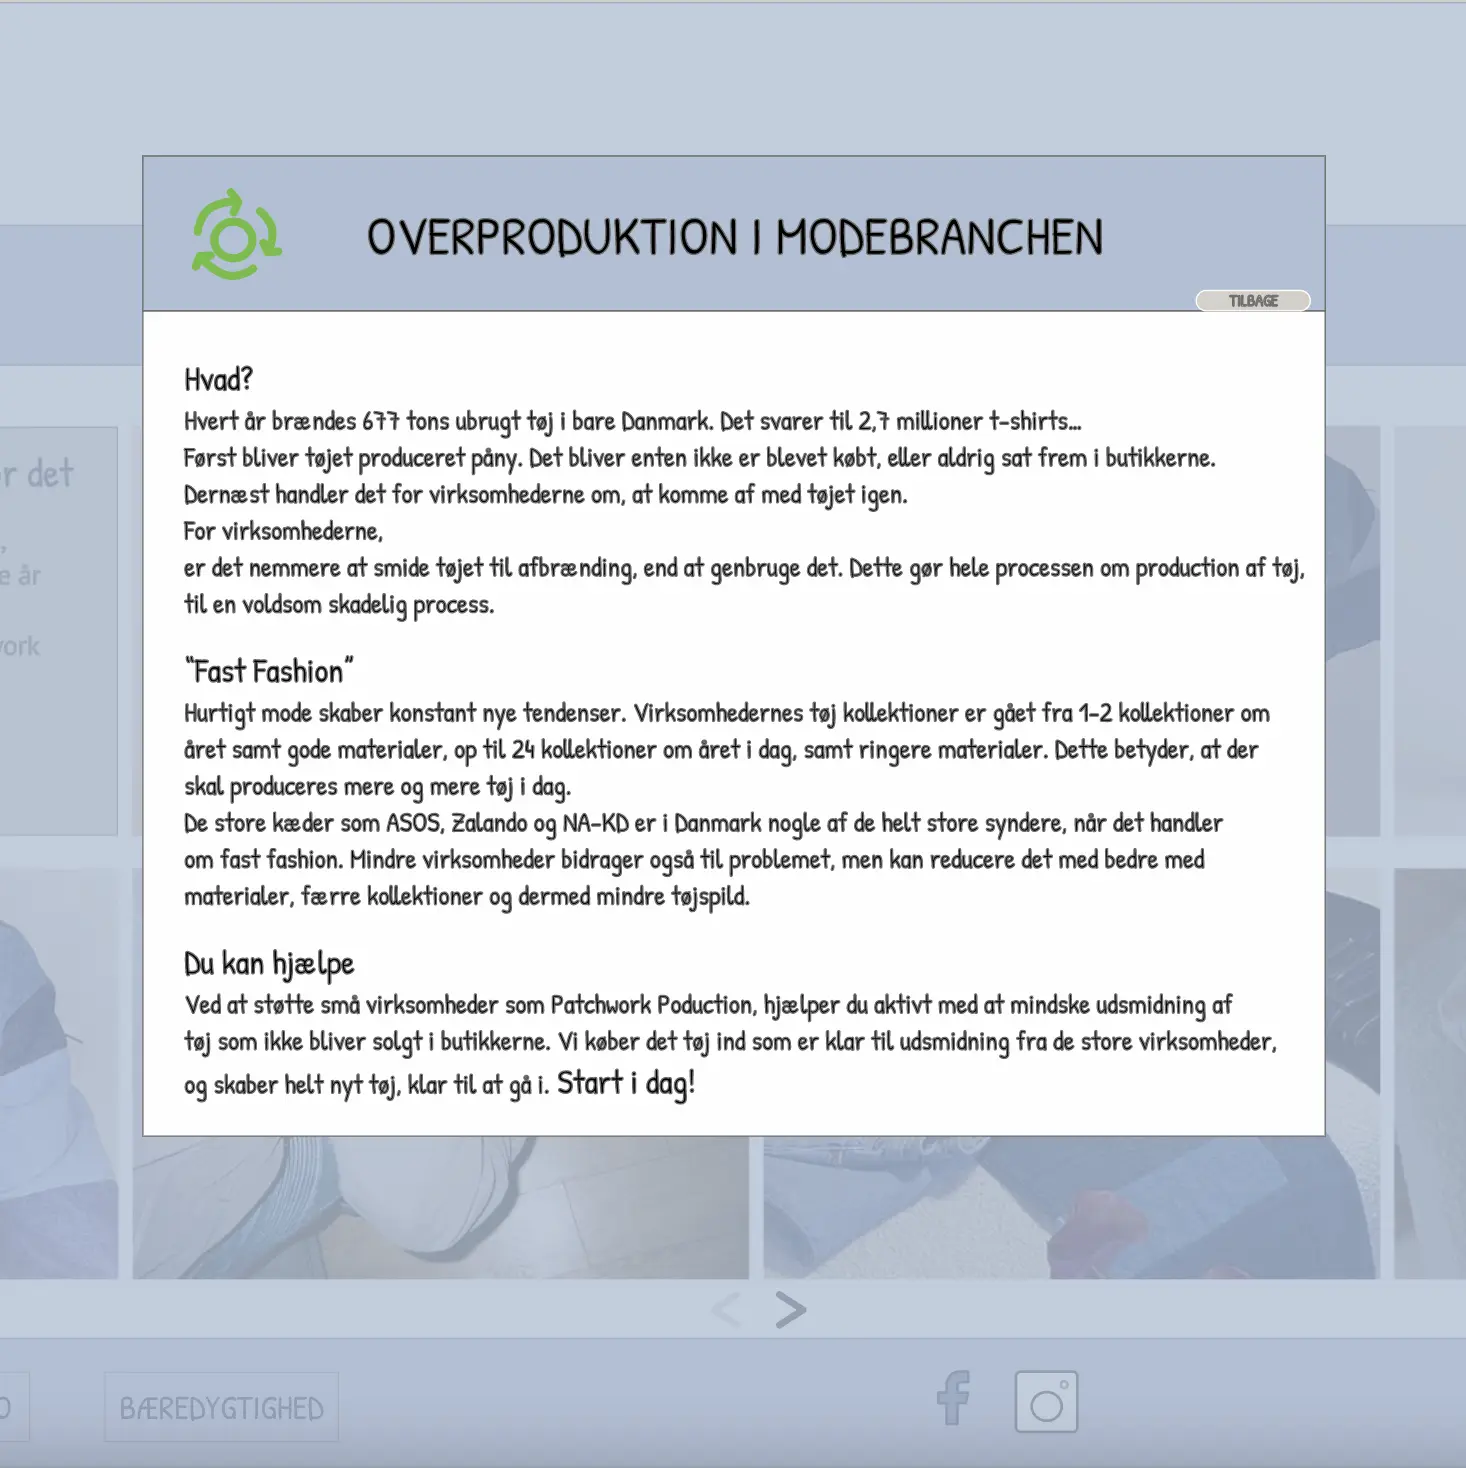 OVERPRODUKTION I MODEBRANCHEN
TILBAGE
Hvad?
Hvert år brændes 677 tons ubrugt tøj i bare Danmark. Det svarer til 2,7 millioner t-shirts...
Først bliver tøjet produceret påny. Det bliver enten ikke er blevet købt, eller aldrig sat frem i butikkerne.
Dernæst handler det for virksomhederne om, at komme af med tøjet igen.
For virksomhederne,
er det nemmere at smide tøjet til afbrænding, end at genbruge det. Dette gør hele processen om production af tøj,
til en voldsom skadelig process.
"Fast Fashion"
Hurtigt mode skaber konstant nye tendenser. Virksomhedernes tøj kollektioner er gået fra 1-2 kollektioner om
året samt gode materialer, op til 24 kollektioner om året i dag, samt ringere materialer. Dette betyder, at der
skal produceres mere og mere tøj i dag.
De store kæder som ASOS, Zalando og NA-KD er i Danmark nogle af de helt store syndere, når det handler
om fast fashion. Mindre virksomheder bidrager også til problemet, men kan reducere det med bedre med
materialer, færre kollektioner og dermed mindre tøjspild.
Du kan hjælpe
Ved at støtte små virksomheder som Patchwork Poduction, hjælper du aktivt med at mindske udsmidning af
tøj som ikke bliver solgt i butikkerne. Vi køber det tøj ind som er klar til udsmidning fra de store virksomheder,
og skaber helt nyt tøj, klar til at gå i. Start i dag!
r det
,
e år
work
O
BÆREDYGTIGHED